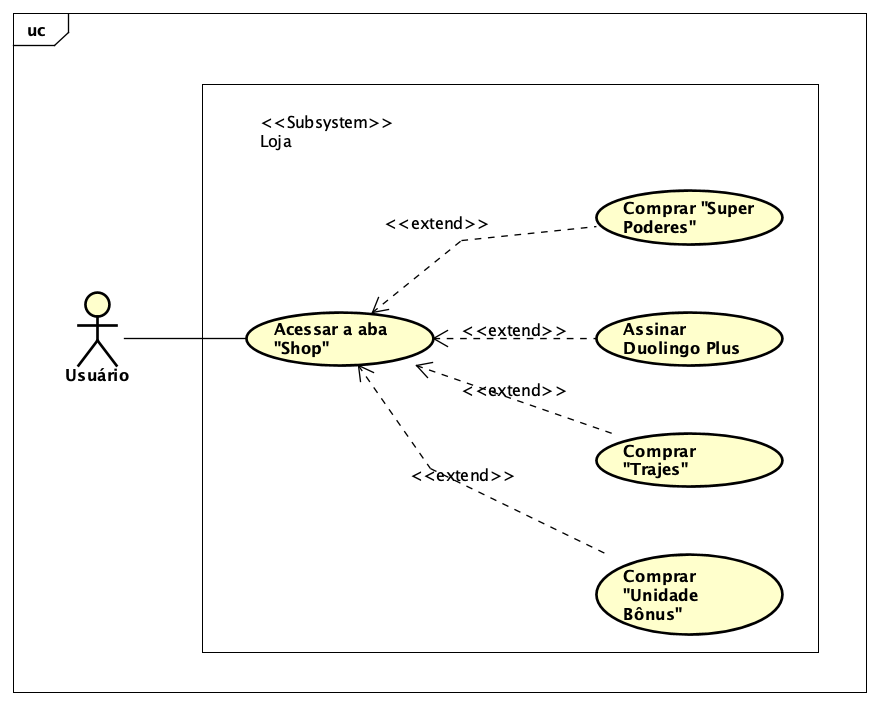 uc
<<Subsystem>>
Loja
Comprar "Super
Poderes"
<<extend>>
Acessar a aba
"Shop"
<<extend>>
Assinar
Duolingo Plus
Usuário
<<extend>>
Comprar
"Trajes"
<<extend>>
Comprar
"Unidade
Bônus"